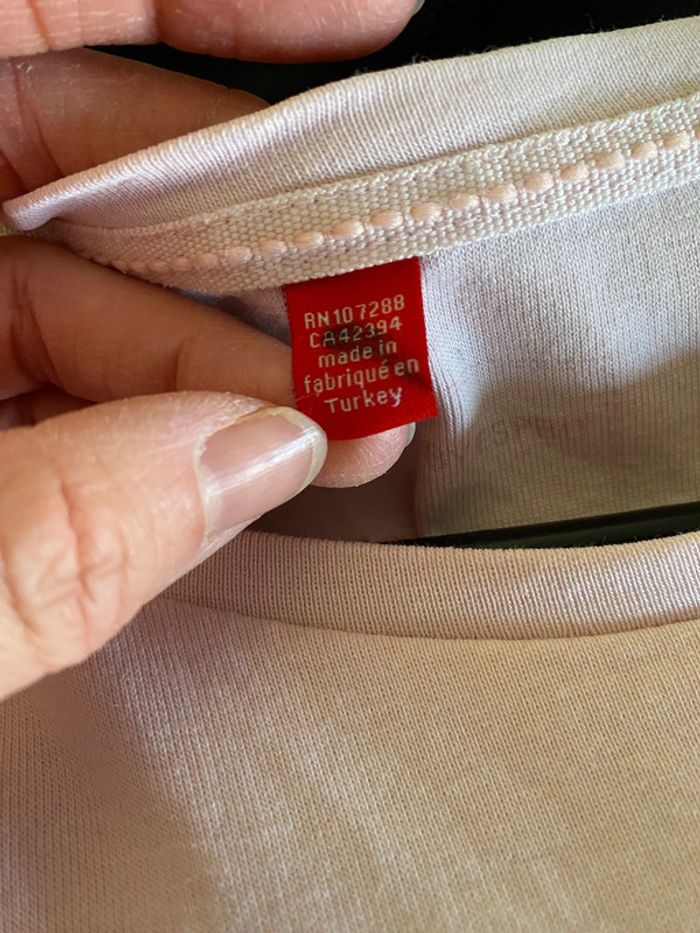 RN107288
CA42394
made in
fabriqué en
Turkey